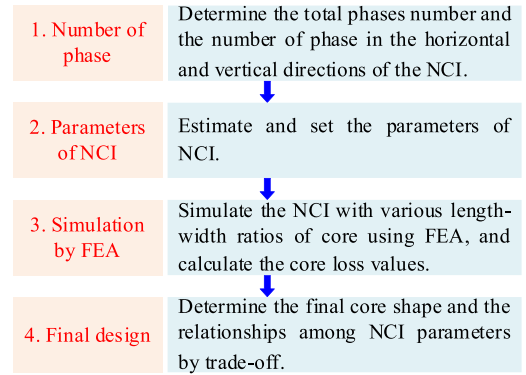 1. Number of
phase
Determine the total phases number and
the number of phase in the horizontal
and vertical directions of the NCI.
2. Parameters
of NCI
Estimate and set the parameters of
NCI.
3. Simulation
by FEA
Simulate the NCI with various length-
width ratios of core using FEA, and
calculate the core loss values.
4. Final design
Determine the final core shape and the
relationships among NCI parameters
by trade-off.